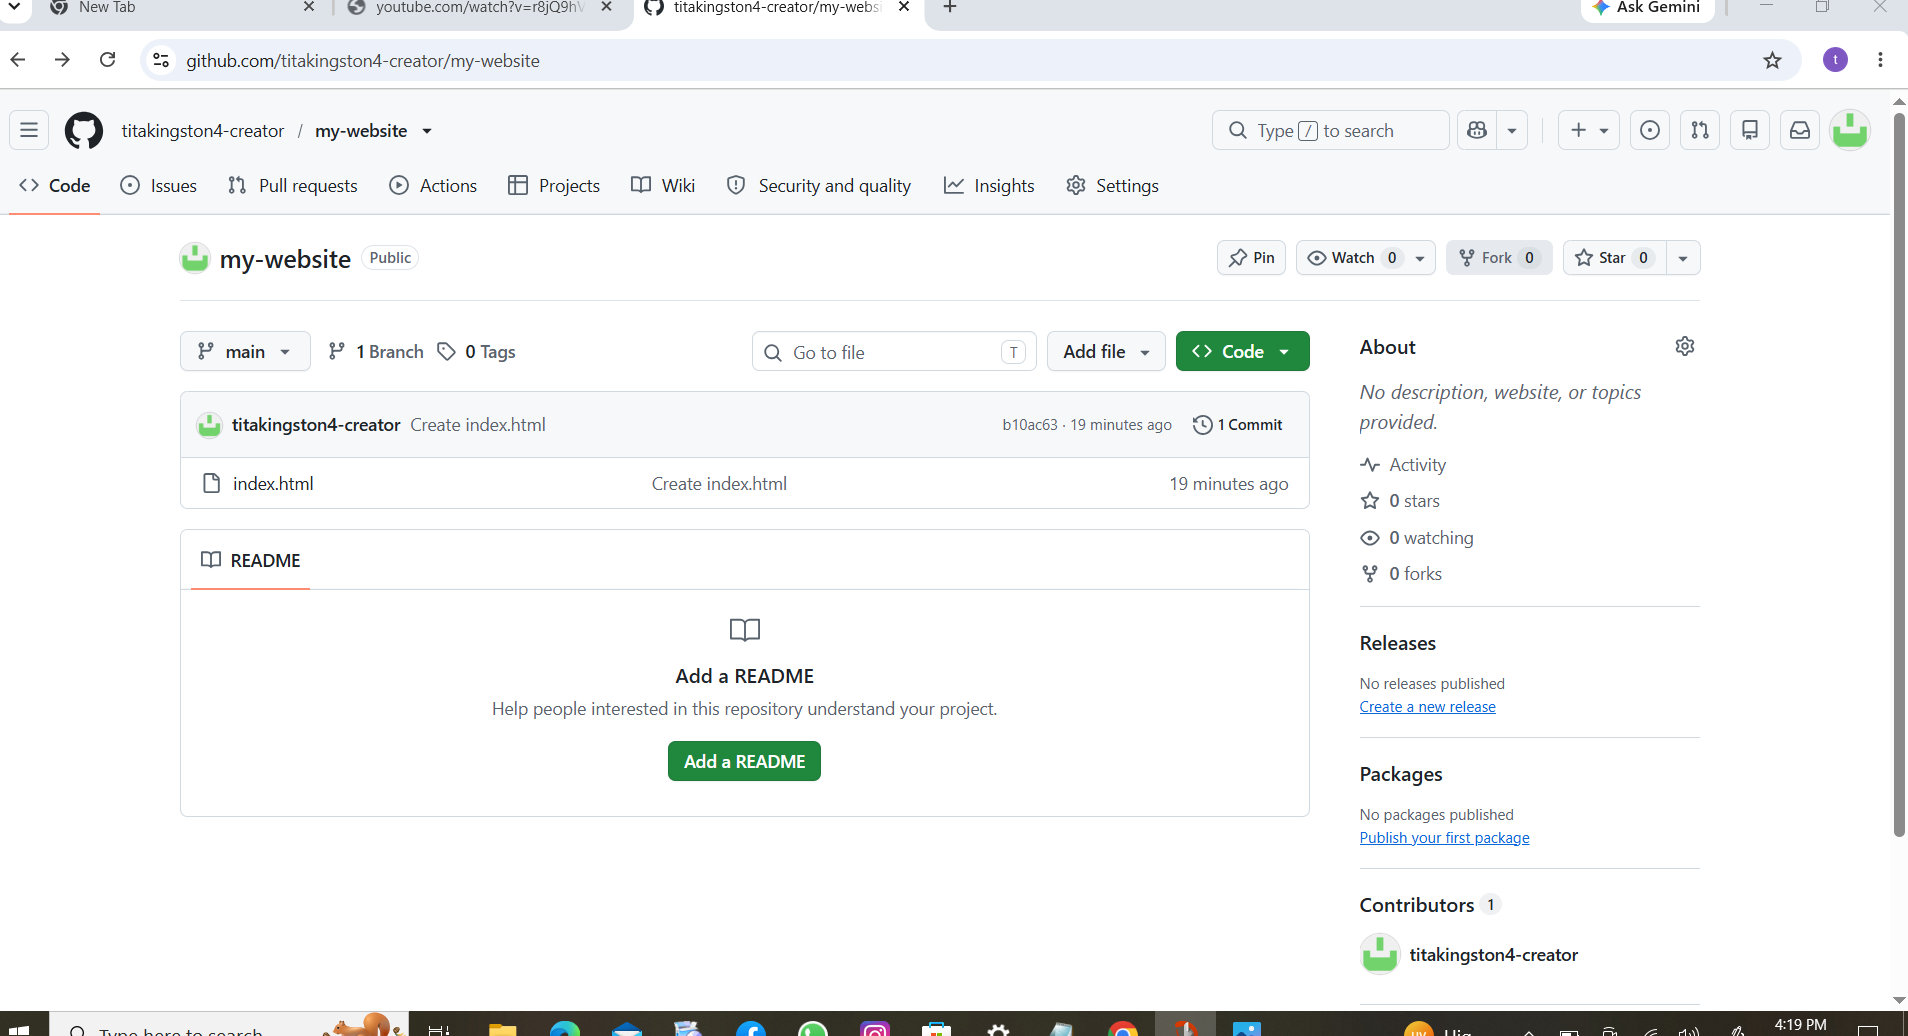 New Tab
youtube.com/watch?v=r8jQ9hV
titakingston4-creator/my-webs
Ask Gemini
github.com/titakingston4-creator/my-website
t
titakingston4-creator / my-website
Type / to search
Code
Issues
Pull requests
Actions
Projects
Wiki
Security and quality
Insights
Settings
my-website Public
Pin
Watch 0
Fork 0
Star 0
main
1 Branch
0 Tags
Go to file T
Add file
Code
titakingston4-creator Create index.html
b10ac63 · 19 minutes ago
1 Commit
index.html
Create index.html
19 minutes ago
README
Add a README
Help people interested in this repository understand your project.
Add a README
About
No description, website, or topics
provided.
Activity
0 stars
0 watching
0 forks
Releases
No releases published
Create a new release
Packages
No packages published
Publish your first package
Contributors 1
titakingston4-creator
Type here to search
4:19 PM